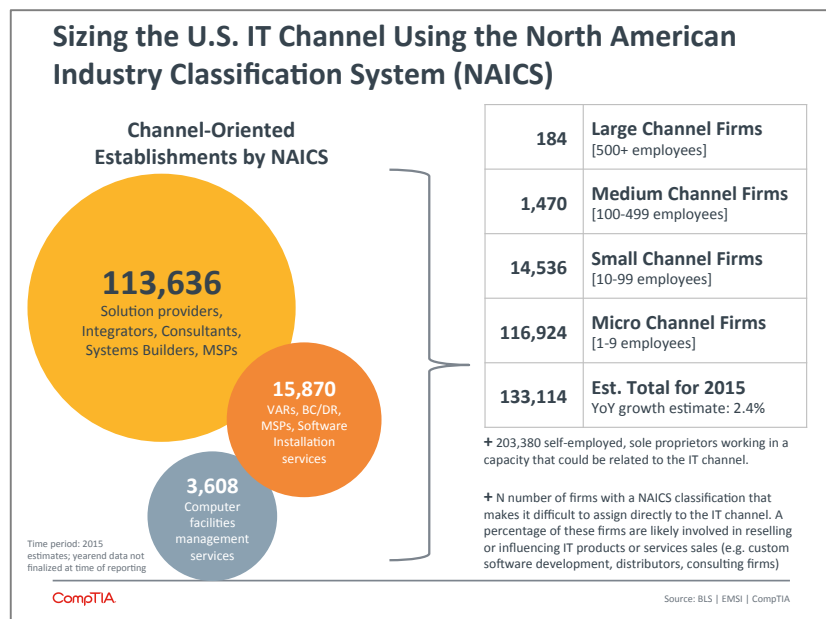 Sizing the U.S. IT Channel Using the North American
Industry Classification System (NAICS)
Channel-Oriented
Establishments by NAICS
113,636
Solution providers,
Integrators, Consultants,
Systems Builders, MSPs
15,870
VARs, BC/DR,
MSPs, Software
Installation
services
3,608
Computer
facilities
management
services
Time period: 2015
estimates; yearend data not
finalized at time of reporting
184 Large Channel Firms
[500+ employees]
1,470 Medium Channel Firms
[100-499 employees]
14,536 Small Channel Firms
[10-99 employees]
116,924 Micro Channel Firms
[1-9 employees]
133,114 Est. Total for 2015
YoY growth estimate: 2.4%
+ 203,380 self-employed, sole proprietors working in a
capacity that could be related to the IT channel.
+ N number of firms with a NAICS classification that
makes it difficult to assign directly to the IT channel. A
percentage of these firms are likely involved in reselling
or influencing IT products or services sales (e.g. custom
software development, distributors, consulting firms)
CompTIA.
Source: BLS | EMSI | CompTIA